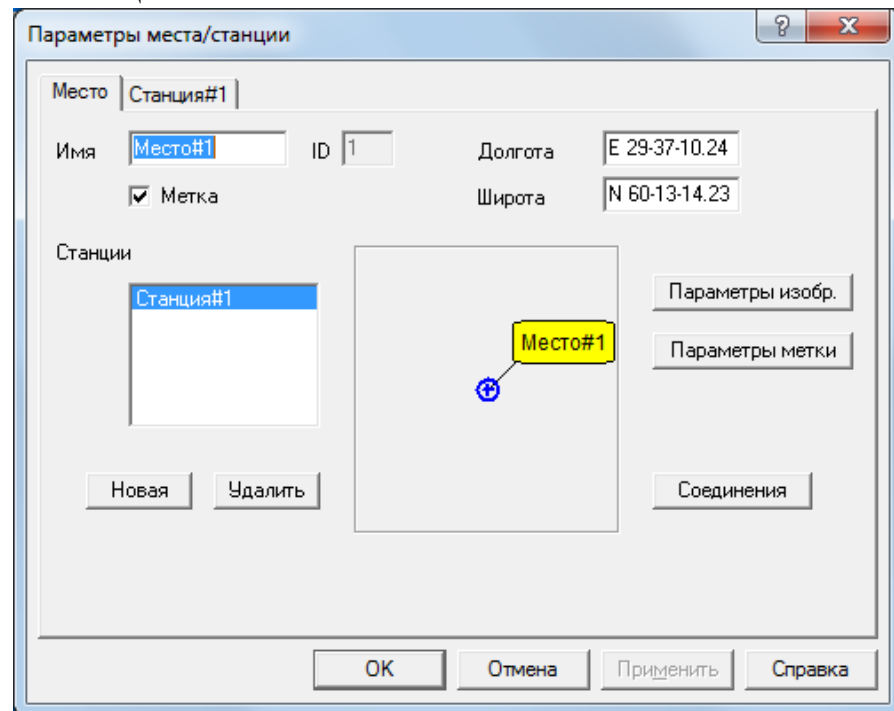 Параметры места/станции
? X
Место Станция#1
Имя Место#1 ID 1 Долгота E 29-37-10.24
Метка Широта N 60-13-14.23
Станции
Станция#1
Место#1
Параметры изобр.
Параметры метки
Новая Удалить Соединения
OK Отмена Применить Справка